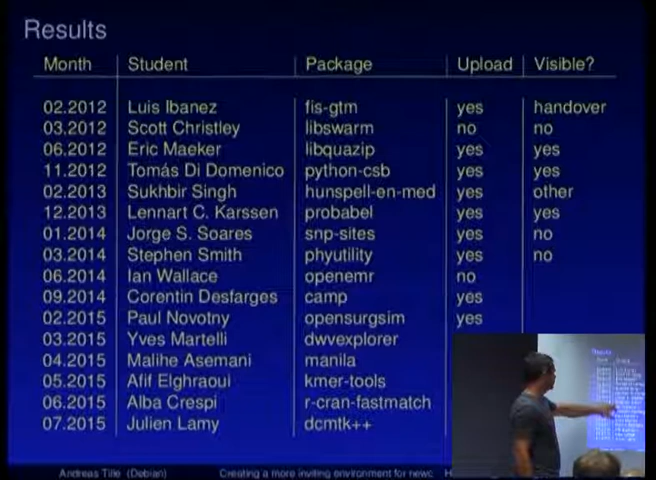 Results
Month Student Package Upload Visible?
02.2012 Luis Ibanez fis-gtm yes handover
03.2012 Scott Christley libswarm no no
06.2012 Eric Maeker libquazip yes yes
11.2012 Tomás Di Domenico python-csb yes yes
02.2013 Sukhbir Singh hunspell-en-med yes other
12.2013 Lennart C. Karssen probabel yes yes
01.2014 Jorge S. Soares snp-sites yes no
03.2014 Stephen Smith phyutility yes no
06.2014 Ian Wallace openemr no
09.2014 Corentin Desfarges camp yes
02.2015 Paul Novotny opensurgsim yes
03.2015 Yves Martelli dwvexplorer
04.2015 Malihe Asemani manila
05.2015 Afif Elghraoui kmer-tools
06.2015 Alba Crespi r-cran-fastmatch
07.2015 Julien Lamy dcmtk++
Andreas Tille (Debian) Creating a more inviting environment for newc H